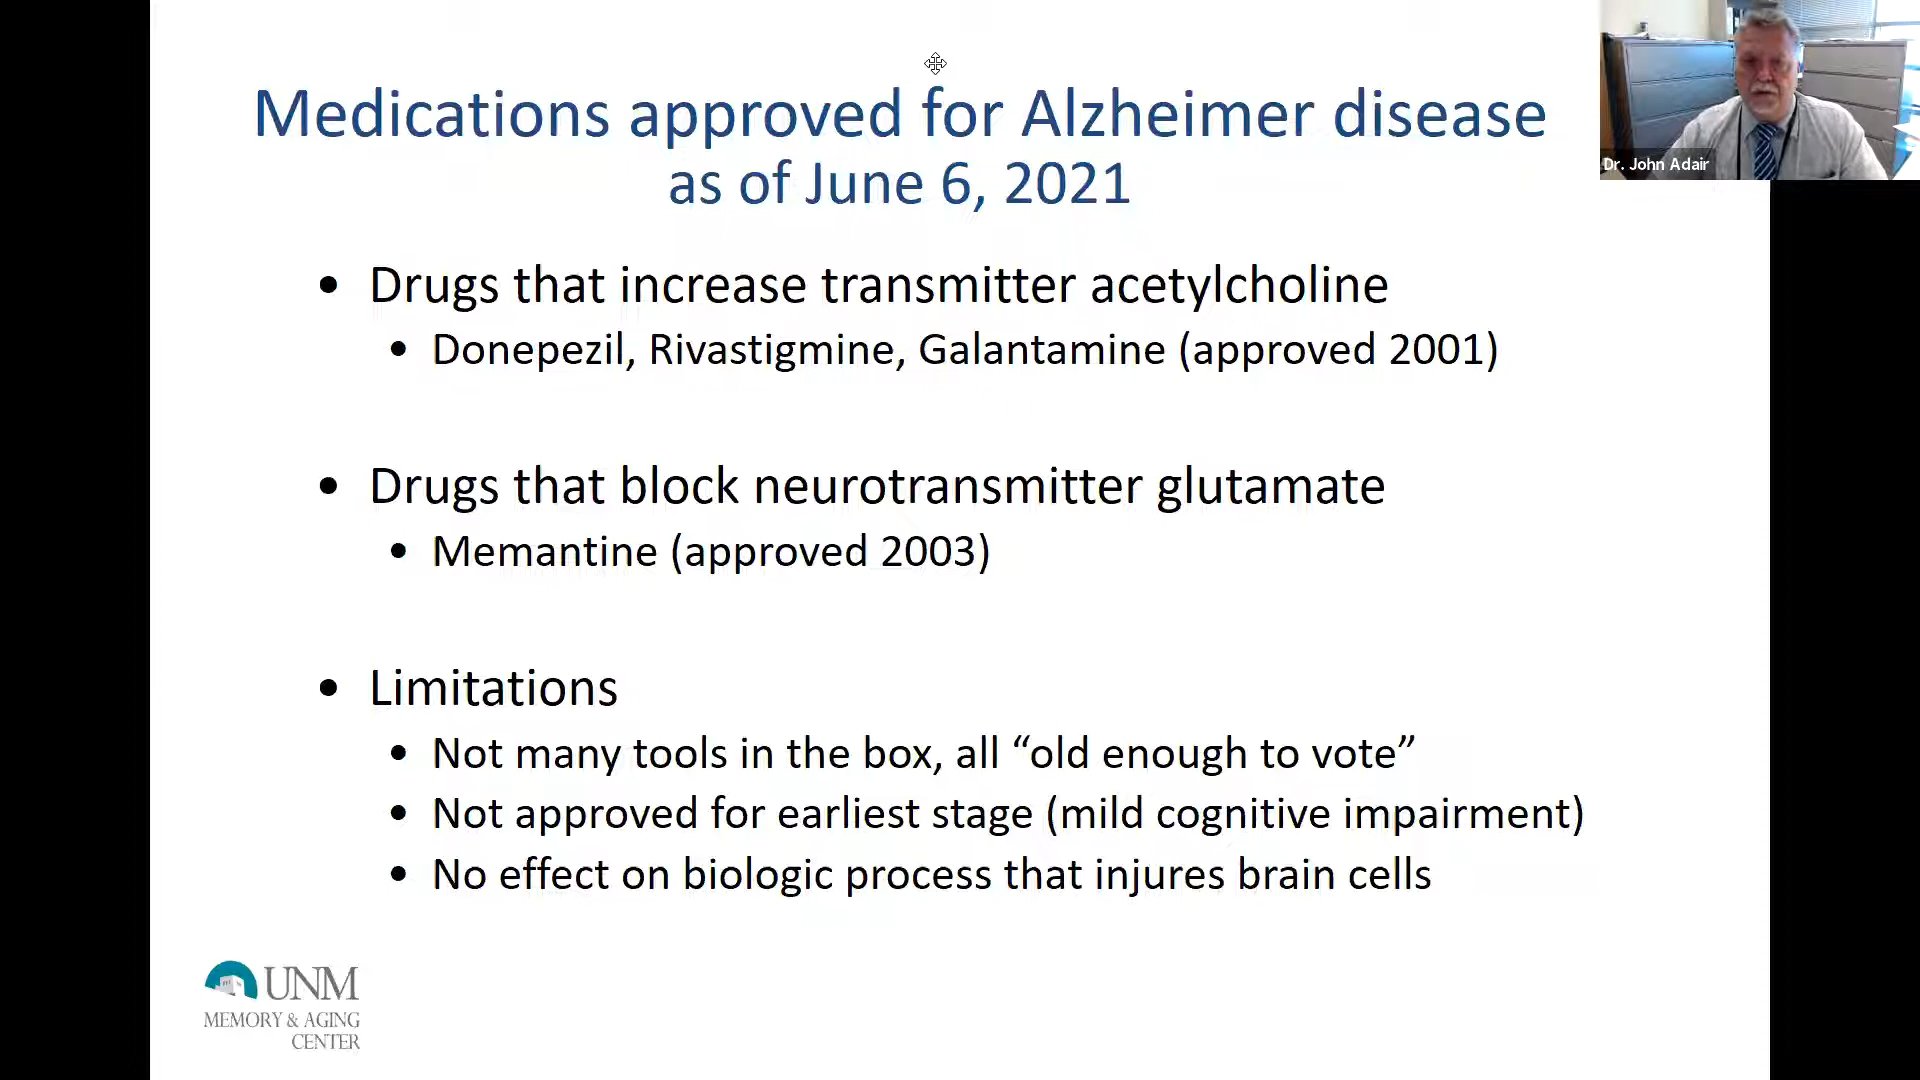 Medications approved for Alzheimer disease
as of June 6, 2021
Dr. John Adair
• Drugs that increase transmitter acetylcholine
• Donepezil, Rivastigmine, Galantamine (approved 2001)
• Drugs that block neurotransmitter glutamate
• Memantine (approved 2003)
• Limitations
• Not many tools in the box, all “old enough to vote”
• Not approved for earliest stage (mild cognitive impairment)
• No effect on biologic process that injures brain cells
UNM
MEMORY & AGING
CENTER